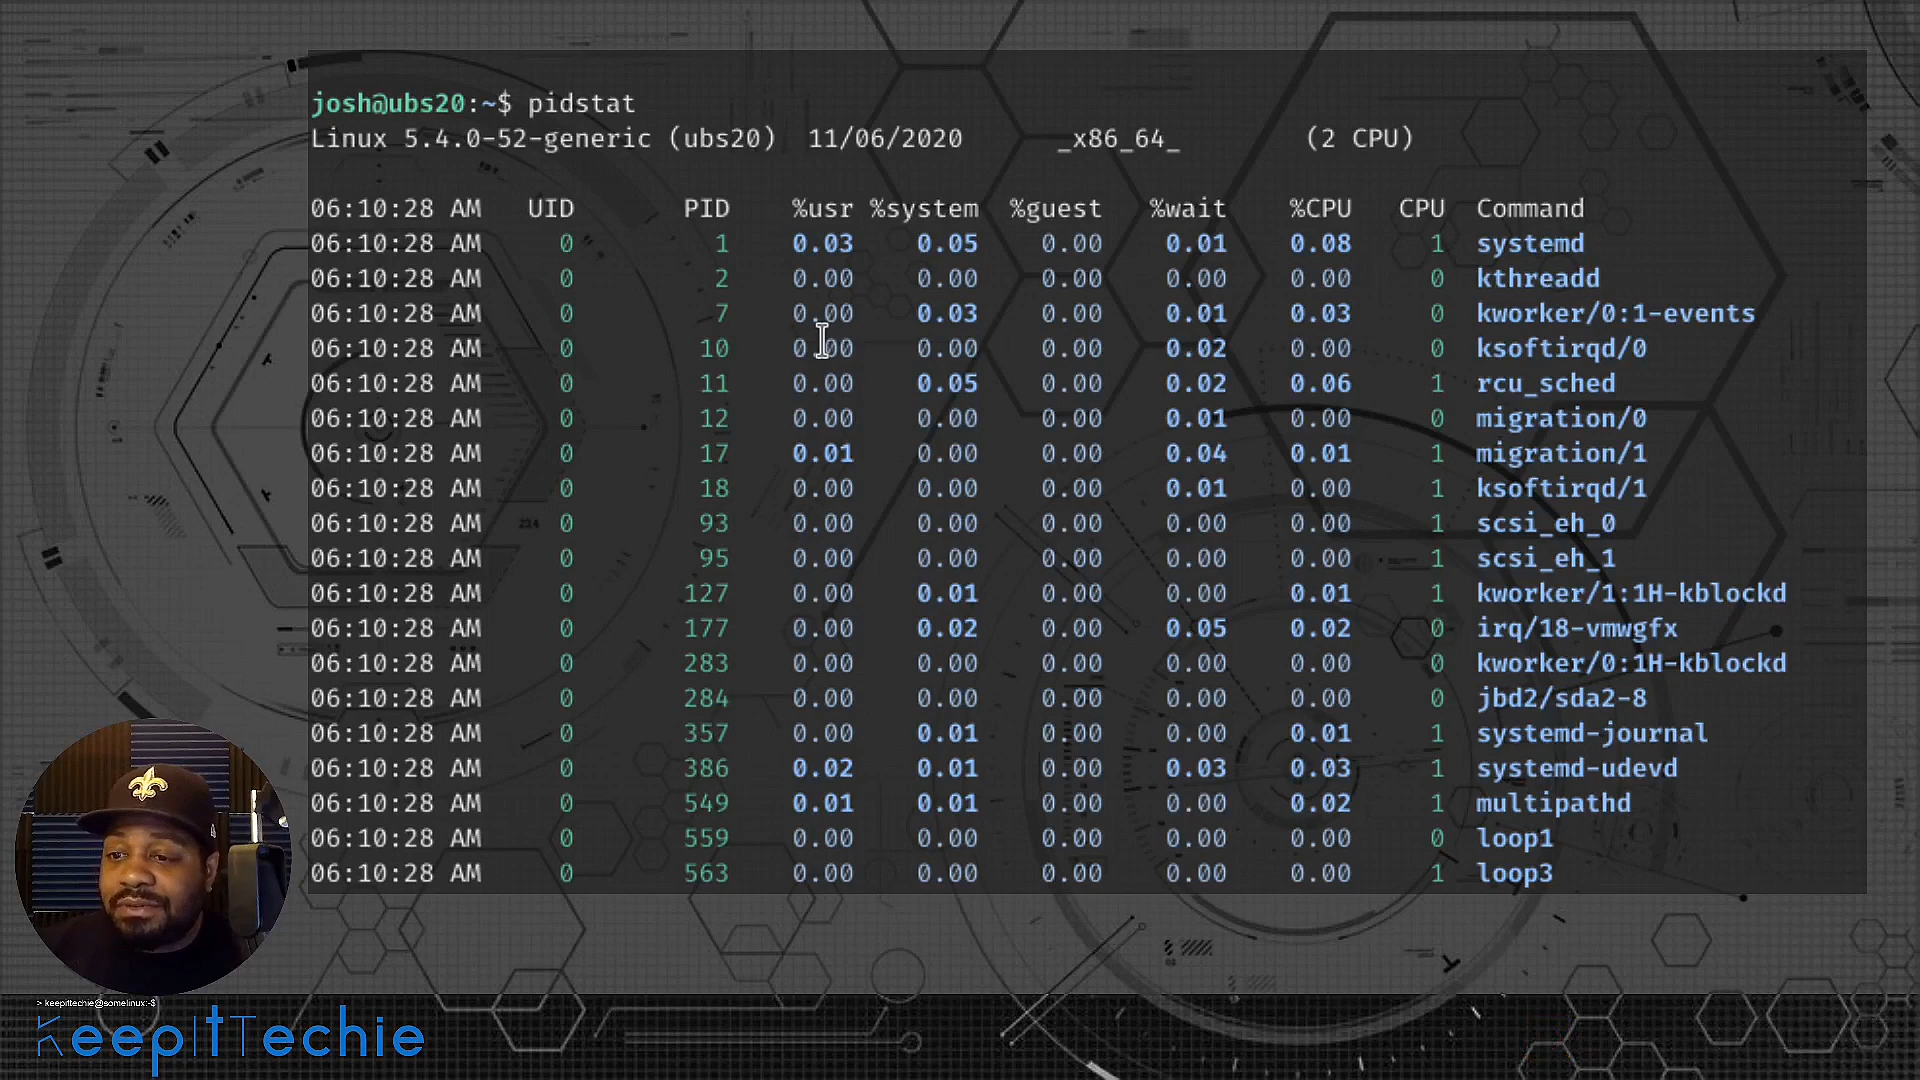 josh@ubs20:~$ pidstat
Linux 5.4.0-52-generic (ubs20) 11/06/2020 _x86_64_ (2 CPU)
06:10:28 AM UID PID %usr %system %guest %wait %CPU CPU Command
06:10:28 AM 0 1 0.03 0.05 0.00 0.01 0.08 1 systemd
06:10:28 AM 0 2 0.00 0.00 0.00 0.00 0.00 0 kthreadd
06:10:28 AM 0 7 0.00 0.03 0.00 0.01 0.03 0 kworker/0:1-events
06:10:28 AM 0 10 0.00 0.00 0.00 0.02 0.00 0 ksoftirqd/0
06:10:28 AM 0 11 0.00 0.05 0.00 0.02 0.06 1 rcu_sched
06:10:28 AM 0 12 0.00 0.00 0.00 0.01 0.00 0 migration/0
06:10:28 AM 0 17 0.01 0.00 0.00 0.04 0.01 1 migration/1
06:10:28 AM 0 18 0.00 0.00 0.00 0.01 0.00 1 ksoftirqd/1
06:10:28 AM 0 93 0.00 0.00 0.00 0.00 0.00 1 scsi_eh_0
06:10:28 AM 0 95 0.00 0.00 0.00 0.00 0.00 1 scsi_eh_1
06:10:28 AM 0 127 0.00 0.01 0.00 0.00 0.01 1 kworker/1:1H-kblockd
06:10:28 AM 0 177 0.00 0.02 0.00 0.05 0.02 0 irq/18-vmwgfx
06:10:28 AM 0 283 0.00 0.00 0.00 0.00 0.00 0 kworker/0:1H-kblockd
06:10:28 AM 0 284 0.00 0.00 0.00 0.00 0.00 0 jbd2/sda2-8
06:10:28 AM 0 357 0.00 0.01 0.00 0.00 0.01 1 systemd-journal
06:10:28 AM 0 386 0.02 0.01 0.00 0.03 0.03 1 systemd-udevd
06:10:28 AM 0 549 0.01 0.01 0.00 0.00 0.02 1 multipathd
06:10:28 AM 0 559 0.00 0.00 0.00 0.00 0.00 0 loop1
06:10:28 AM 0 563 0.00 0.00 0.00 0.00 0.00 1 loop3
> keepittechie@somelinux:~$
KeepItTechie